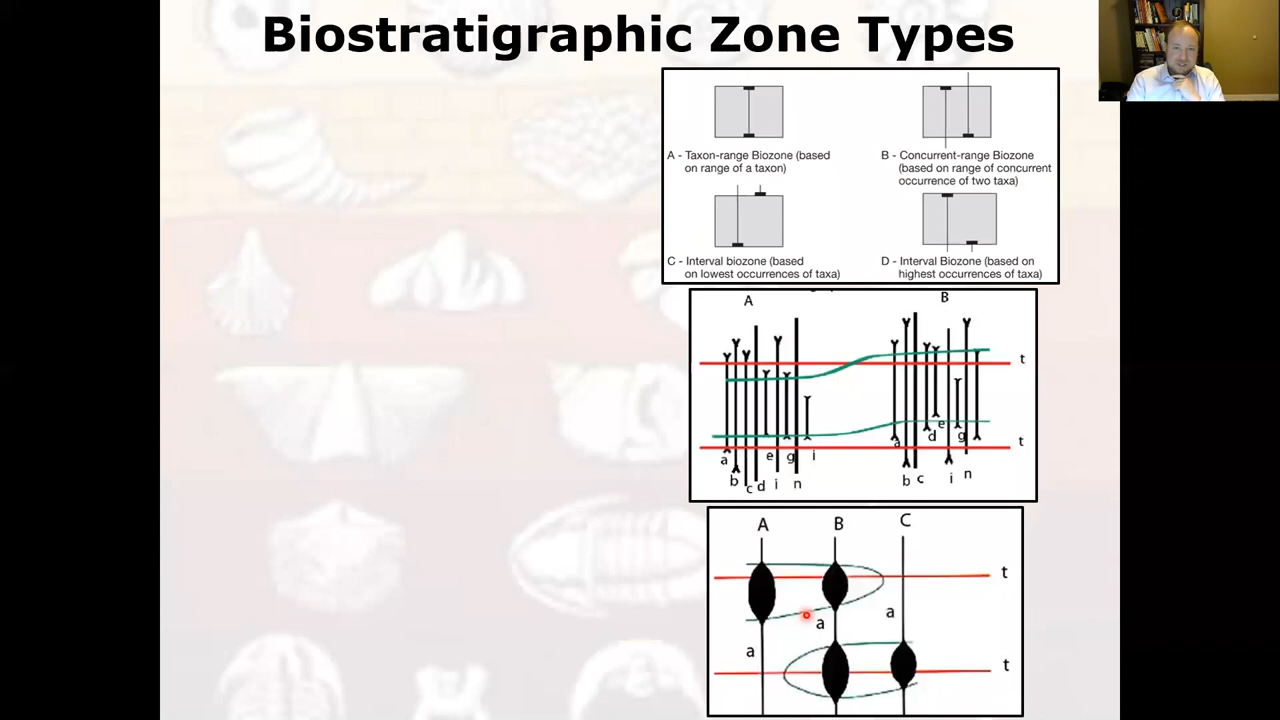 Biostratigraphic Zone Types
A - Taxon-range Biozone (based
on range of a taxon)
B - Concurrent-range Biozone
(based on range of concurrent
occurrence of two taxa)
C - Interval biozone (based
on lowest occurrences of taxa)
D - Interval Biozone (based on
highest occurrences of taxa)
A B
t
t
a b c d e i g n i
a b c d e i g n
A B C
t
a a a
t